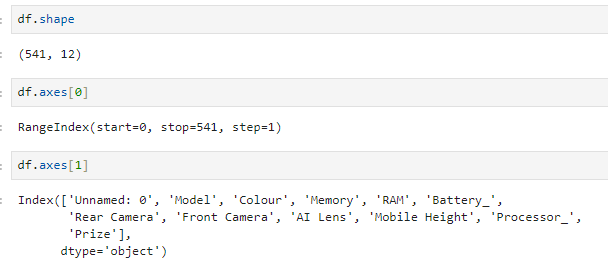 df.shape
(541, 12)
df.axes[0]
RangeIndex(start=0, stop=541, step=1)
df.axes[1]
Index(['Unnamed: 0', 'Model', 'Colour', 'Memory', 'RAM', 'Battery_',
'Rear Camera', 'Front Camera', 'AI Lens', 'Mobile Height', 'Processor_',
'Prize'],
dtype='object')